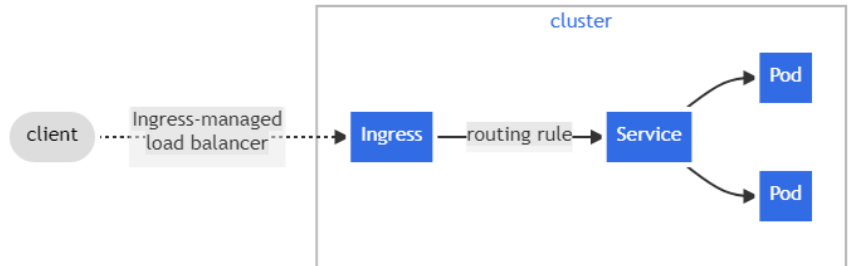 cluster
client
Ingress-managed
load balancer
Ingress
routing rule
Service
Pod
Pod